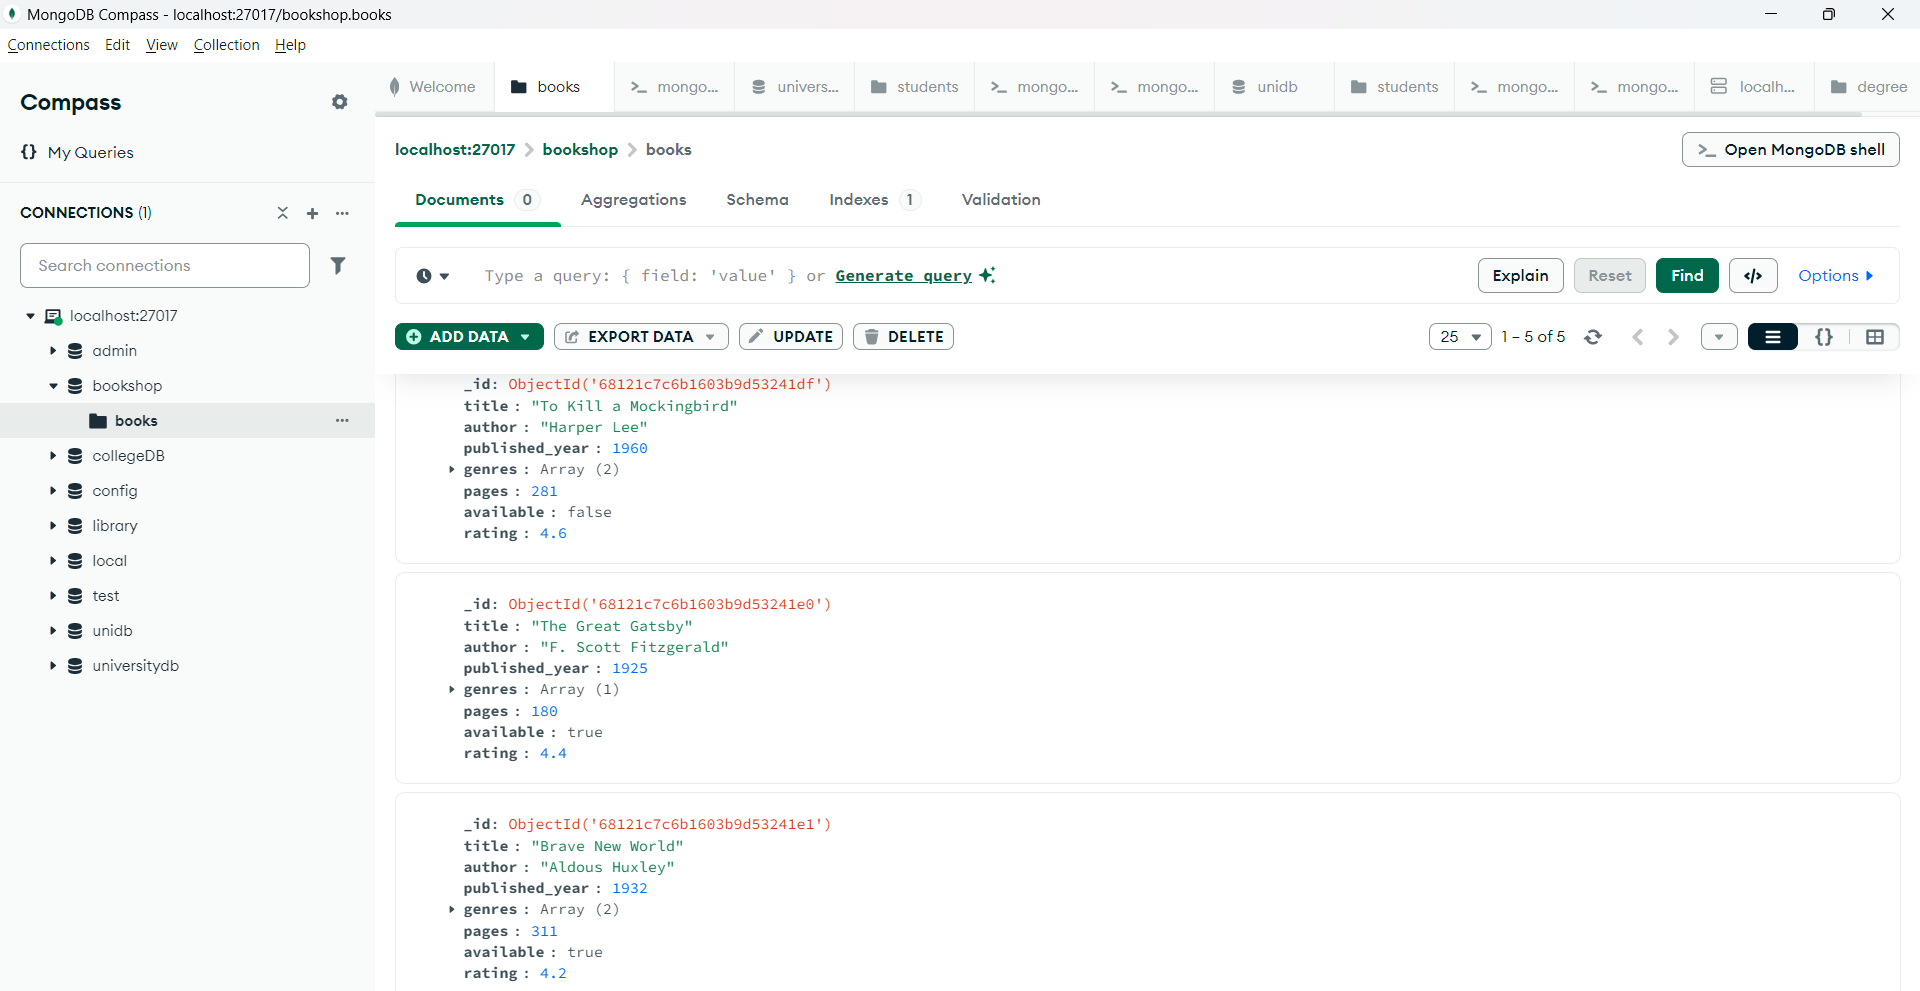 MongoDB Compass - localhost:27017/bookshop.books
Connections Edit View Collection Help
Compass
{} My Queries
CONNECTIONS (1)
Search connections
localhost:27017
admin
bookshop
books
collegeDB
config
library
local
test
unidb
universitydb
Welcome books >_ mongo... univers... students >_ mongo... >_ mongo... unidb students >_ mongo... >_ mongo... localh... degree
localhost:27017 > bookshop > books
>_ Open MongoDB shell
Documents 0 Aggregations Schema Indexes 1 Validation
Type a query: { field: 'value' } or Generate query
Explain Reset Find </> Options
ADD DATA EXPORT DATA UPDATE DELETE
25 1 – 5 of 5 {}
_id: ObjectId('68121c7c6b1603b9d53241df')
title : "To Kill a Mockingbird"
author : "Harper Lee"
published_year : 1960
genres : Array (2)
pages : 281
available : false
rating : 4.6
_id: ObjectId('68121c7c6b1603b9d53241e0')
title : "The Great Gatsby"
author : "F. Scott Fitzgerald"
published_year : 1925
genres : Array (1)
pages : 180
available : true
rating : 4.4
_id: ObjectId('68121c7c6b1603b9d53241e1')
title : "Brave New World"
author : "Aldous Huxley"
published_year : 1932
genres : Array (2)
pages : 311
available : true
rating : 4.2